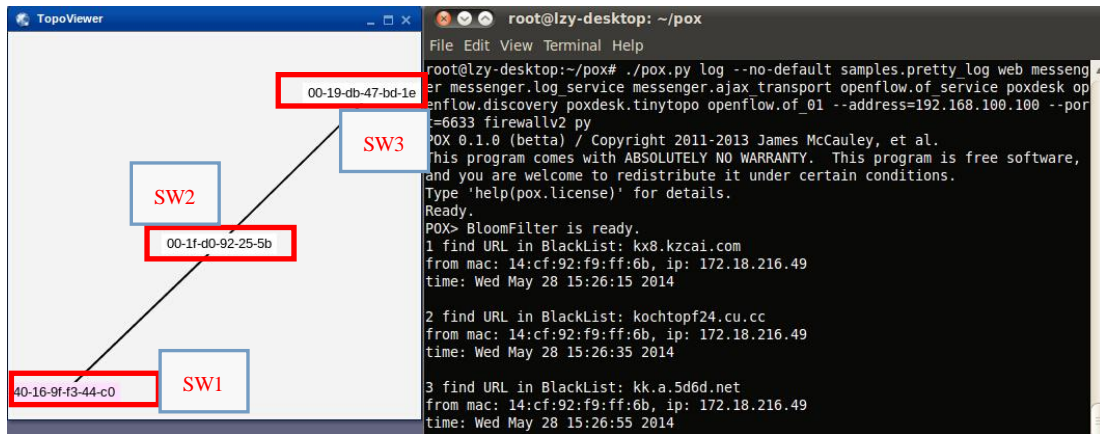 TopoViewer
00-19-db-47-bd-1e
SW3
SW2
00-1f-d0-92-25-5b
SW1
40-16-9f-f3-44-c0
root@lzy-desktop: ~/pox
File Edit View Terminal Help
root@lzy-desktop:~/pox# ./pox.py log --no-default samples.pretty_log web messeng
er messenger.log_service messenger.ajax_transport openflow.of_service poxdesk op
enflow.discovery poxdesk.tinytopo openflow.of_01 --address=192.168.100.100 --por
t=6633 firewallv2 py
POX 0.1.0 (betta) / Copyright 2011-2013 James McCauley, et al.
This program comes with ABSOLUTELY NO WARRANTY.  This program is free software,
and you are welcome to redistribute it under certain conditions.
Type 'help(pox.license)' for details.
Ready.
POX> BloomFilter is ready.
1 find URL in BlackList: kx8.kzcai.com
from mac: 14:cf:92:f9:ff:6b, ip: 172.18.216.49
time: Wed May 28 15:26:15 2014
2 find URL in BlackList: kochtopf24.cu.cc
from mac: 14:cf:92:f9:ff:6b, ip: 172.18.216.49
time: Wed May 28 15:26:35 2014
3 find URL in BlackList: kk.a.5d6d.net
from mac: 14:cf:92:f9:ff:6b, ip: 172.18.216.49
time: Wed May 28 15:26:55 2014